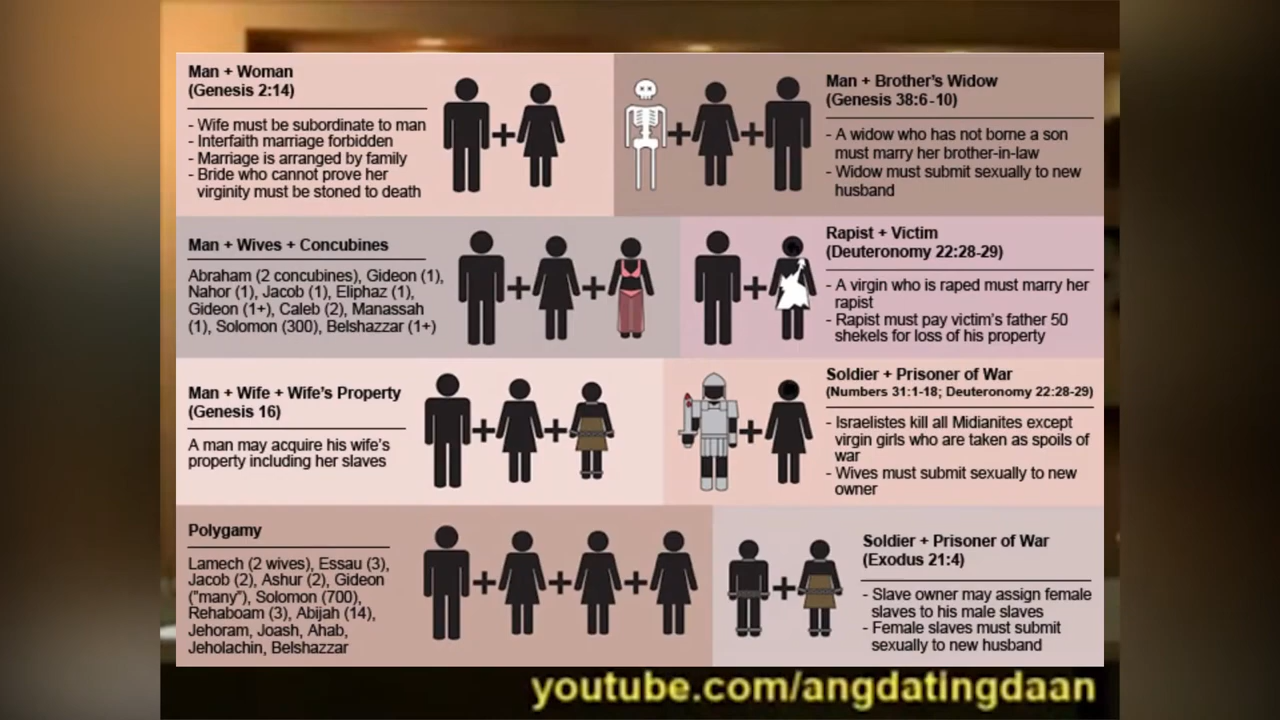 Man + Woman
(Genesis 2:14)
- Wife must be subordinate to man
- Interfaith marriage forbidden
- Marriage is arranged by family
- Bride who cannot prove her
virginity must be stoned to death
Man + Brother's Widow
(Genesis 38:6-10)
- A widow who has not borne a son
must marry her brother-in-law
- Widow must submit sexually to new
husband
Man + Wives + Concubines
Abraham (2 concubines), Gideon (1),
Nahor (1), Jacob (1), Eliphaz (1),
Gideon (1+), Caleb (2), Manassah
(1), Solomon (300), Belshazzar (1+)
Rapist + Victim
(Deuteronomy 22:28-29)
- A virgin who is raped must marry her
rapist
- Rapist must pay victim's father 50
shekels for loss of his property
Man + Wife + Wife's Property
(Genesis 16)
A man may acquire his wife's
property including her slaves
Soldier + Prisoner of War
(Numbers 31:1-18; Deuteronomy 22:28-29)
- Israelistes kill all Midianites except
virgin girls who are taken as spoils of
war
- Wives must submit sexually to new
owner
Polygamy
Lamech (2 wives), Essau (3),
Jacob (2), Ashur (2), Gideon
("many"), Solomon (700),
Rehaboam (3), Abijah (14),
Jehoram, Joash, Ahab,
Jeholachin, Belshazzar
Soldier + Prisoner of War
(Exodus 21:4)
- Slave owner may assign female
slaves to his male slaves
- Female slaves must submit
sexually to new husband
youtube.com/angdatingdaan